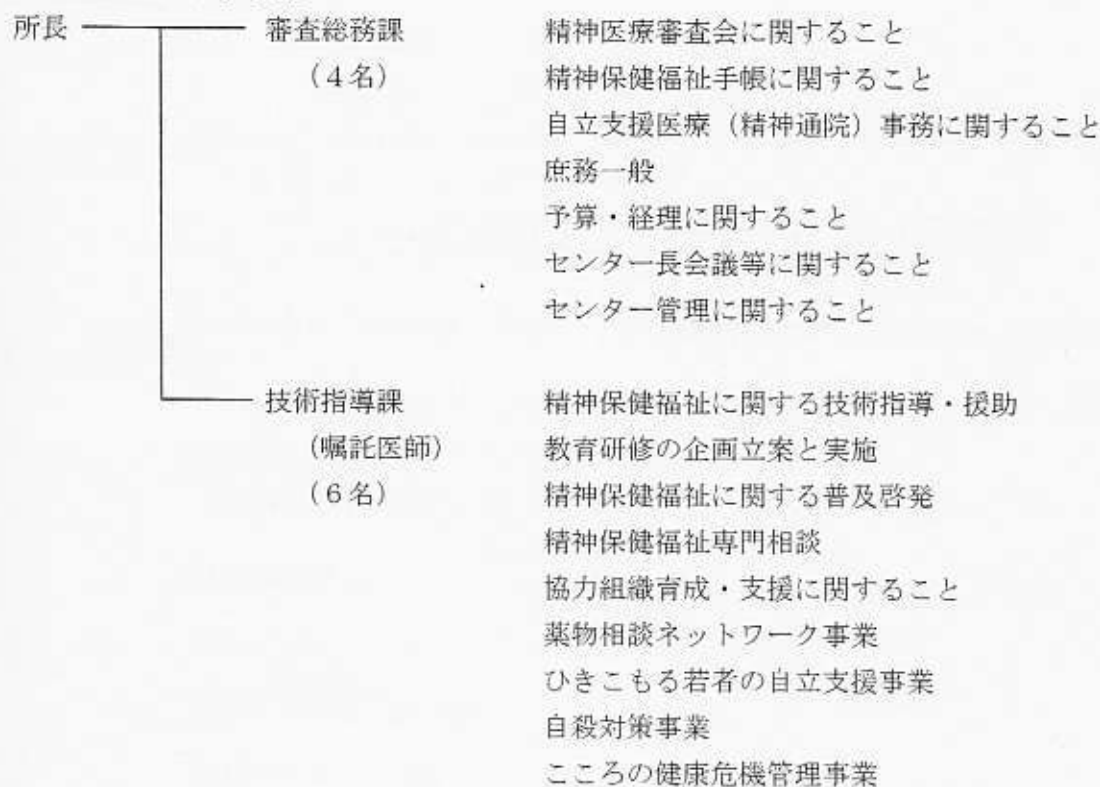 所長 審査総務課 精神医療審査会に関すること
(4名) 精神保健福祉手帳に関すること
自立支援医療(精神通院)事務に関すること
庶務一般
予算・経理に関すること
センター長会議等に関すること
センター管理に関すること
技術指導課 精神保健福祉に関する技術指導・援助
(嘱託医師) 教育研修の企画立案と実施
(6名) 精神保健福祉に関する普及啓発
精神保健福祉専門相談
協力組織育成・支援に関すること
薬物相談ネットワーク事業
ひきこもる若者の自立支援事業
自殺対策事業
こころの健康危機管理事業